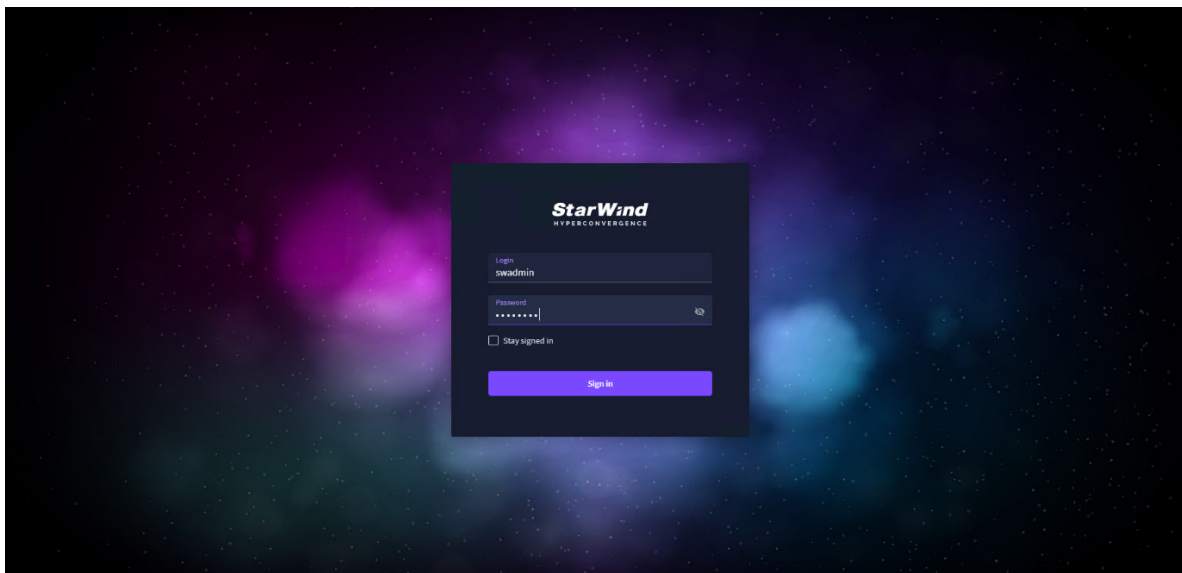 StarWind
HYPERCONVERGENCE
Login
swadmin
Password
••••••••
Stay signed in
Sign in